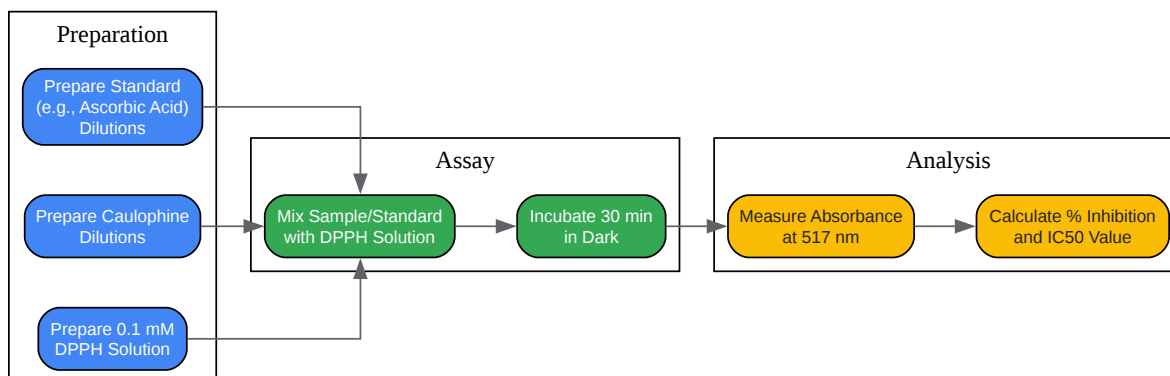 Preparation
Prepare Standard
(e.g., Ascorbic Acid)
Dilutions
Prepare Caulophine
Dilutions
Prepare 0.1 mM
DPPH Solution
Assay
Mix Sample/Standard
with DPPH Solution
Incubate 30 min
in Dark
Analysis
Measure Absorbance
at 517 nm
Calculate % Inhibition
and IC50 Value